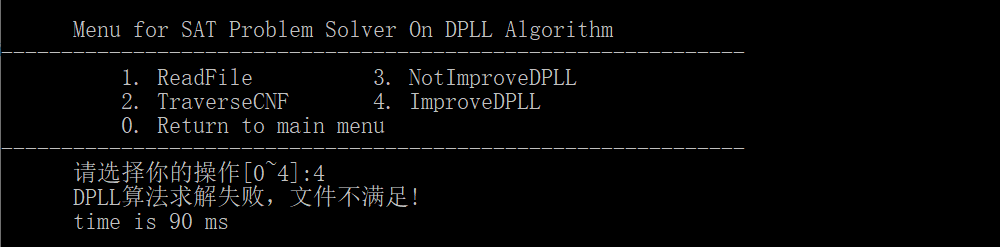 Menu for SAT Problem Solver On DPLL Algorithm
--------------------------------------------------------------
1. ReadFile 3. NotImproveDPLL
2. TraverseCNF 4. ImproveDPLL
0. Return to main menu
--------------------------------------------------------------
请选择你的操作[0~4]:4
DPLL算法求解失败，文件不满足!
time is 90 ms